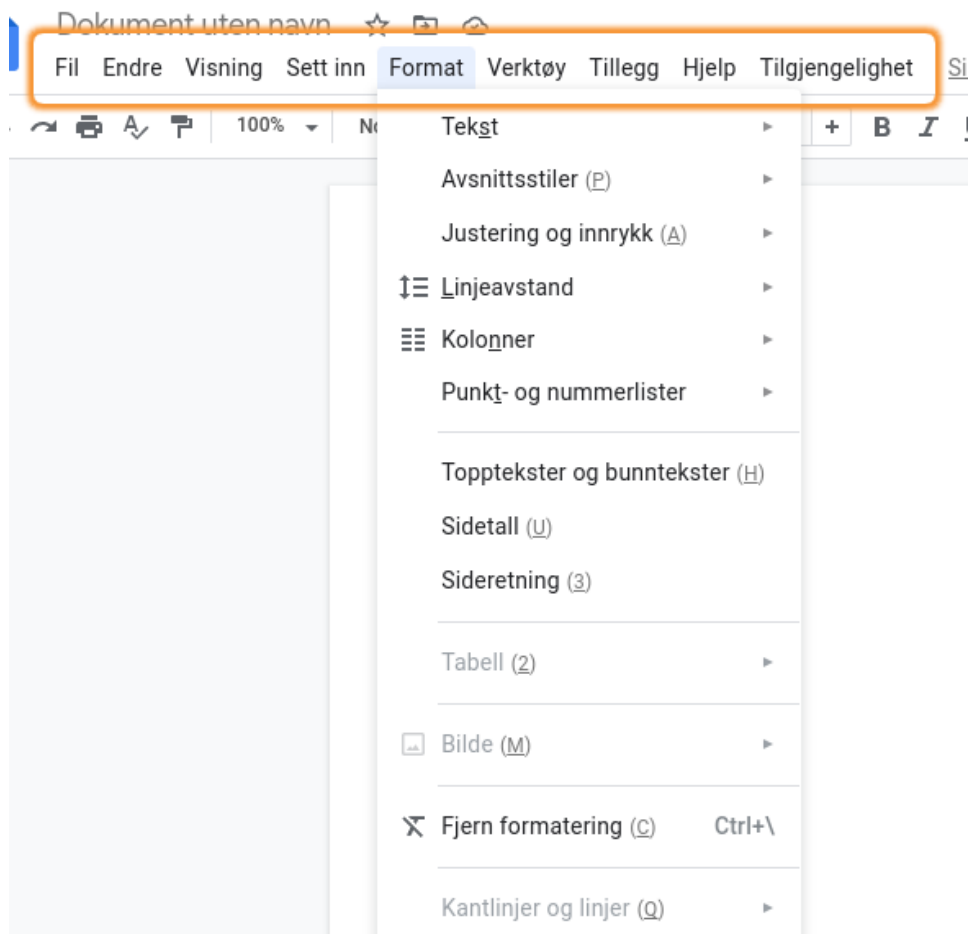 Dokument uten navn
Fil Endre Visning Sett inn Format Verktøy Tillegg Hjelp Tilgjengelighet
100% + B I
Tekst
Avsnittsstiler (P)
Justering og innrykk (A)
Linjeavstand
Kolonner
Punkt- og nummerlister
Topptekster og bunntekster (H)
Sidetall (U)
Sideretning (3)
Tabell (2)
Bilde (M)
Fjern formatering (C) Ctrl+\
Kantlinjer og linjer (Q)